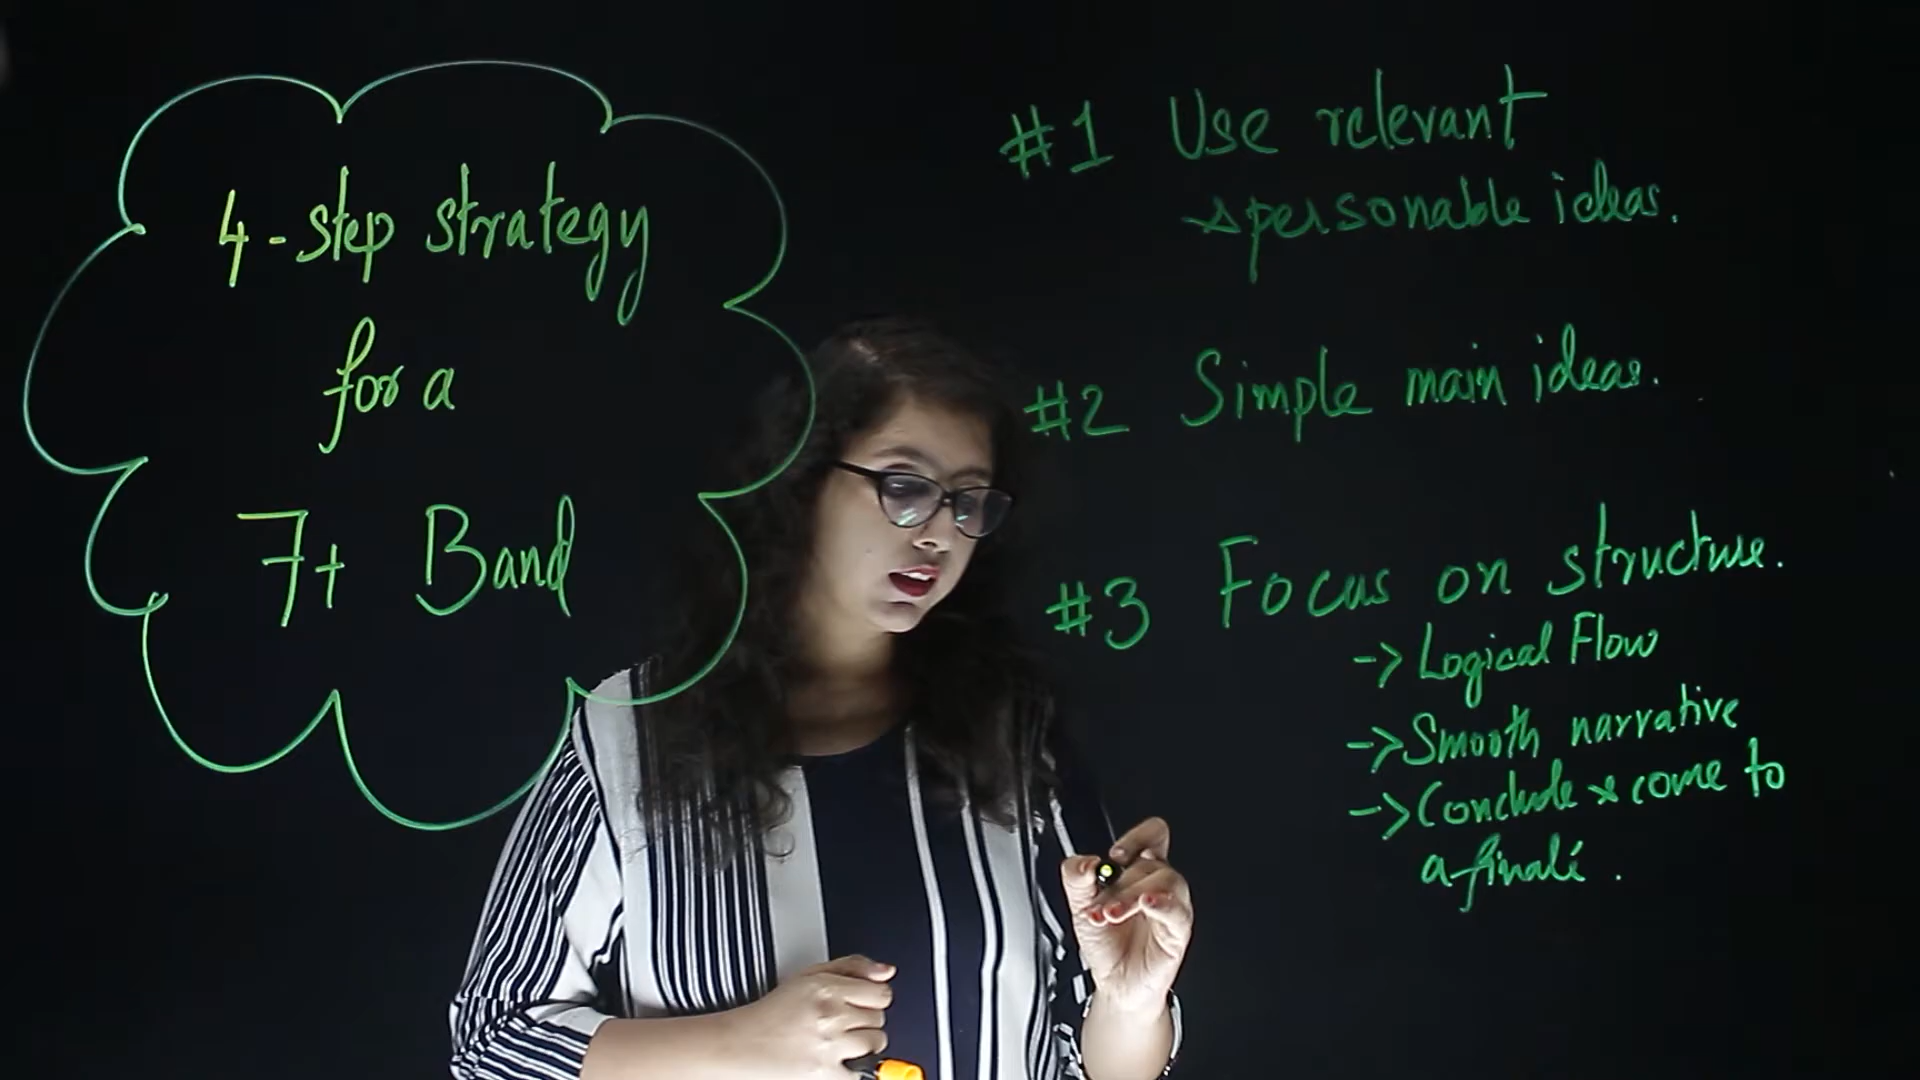 4-step strategy
for a
7+ Band
#1 Use relevant
& personable ideas.
#2 Simple main ideas.
#3 Focus on structure.
-> Logical Flow
-> Smooth narrative
-> Conclude & come to
a finalé.